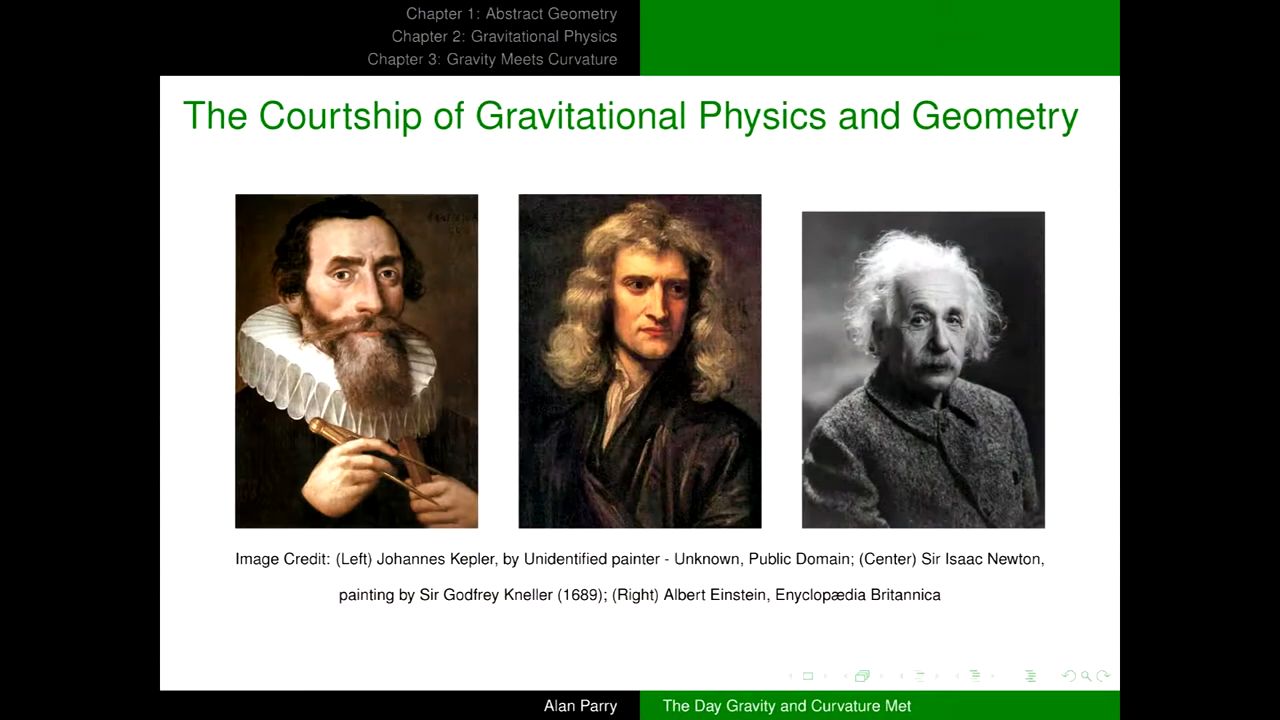 Chapter 1: Abstract Geometry
Chapter 2: Gravitational Physics
Chapter 3: Gravity Meets Curvature
The Courtship of Gravitational Physics and Geometry
Image Credit: (Left) Johannes Kepler, by Unidentified painter - Unknown, Public Domain; (Center) Sir Isaac Newton,
painting by Sir Godfrey Kneller (1689); (Right) Albert Einstein, Enyclopædia Britannica
Alan Parry
The Day Gravity and Curvature Met